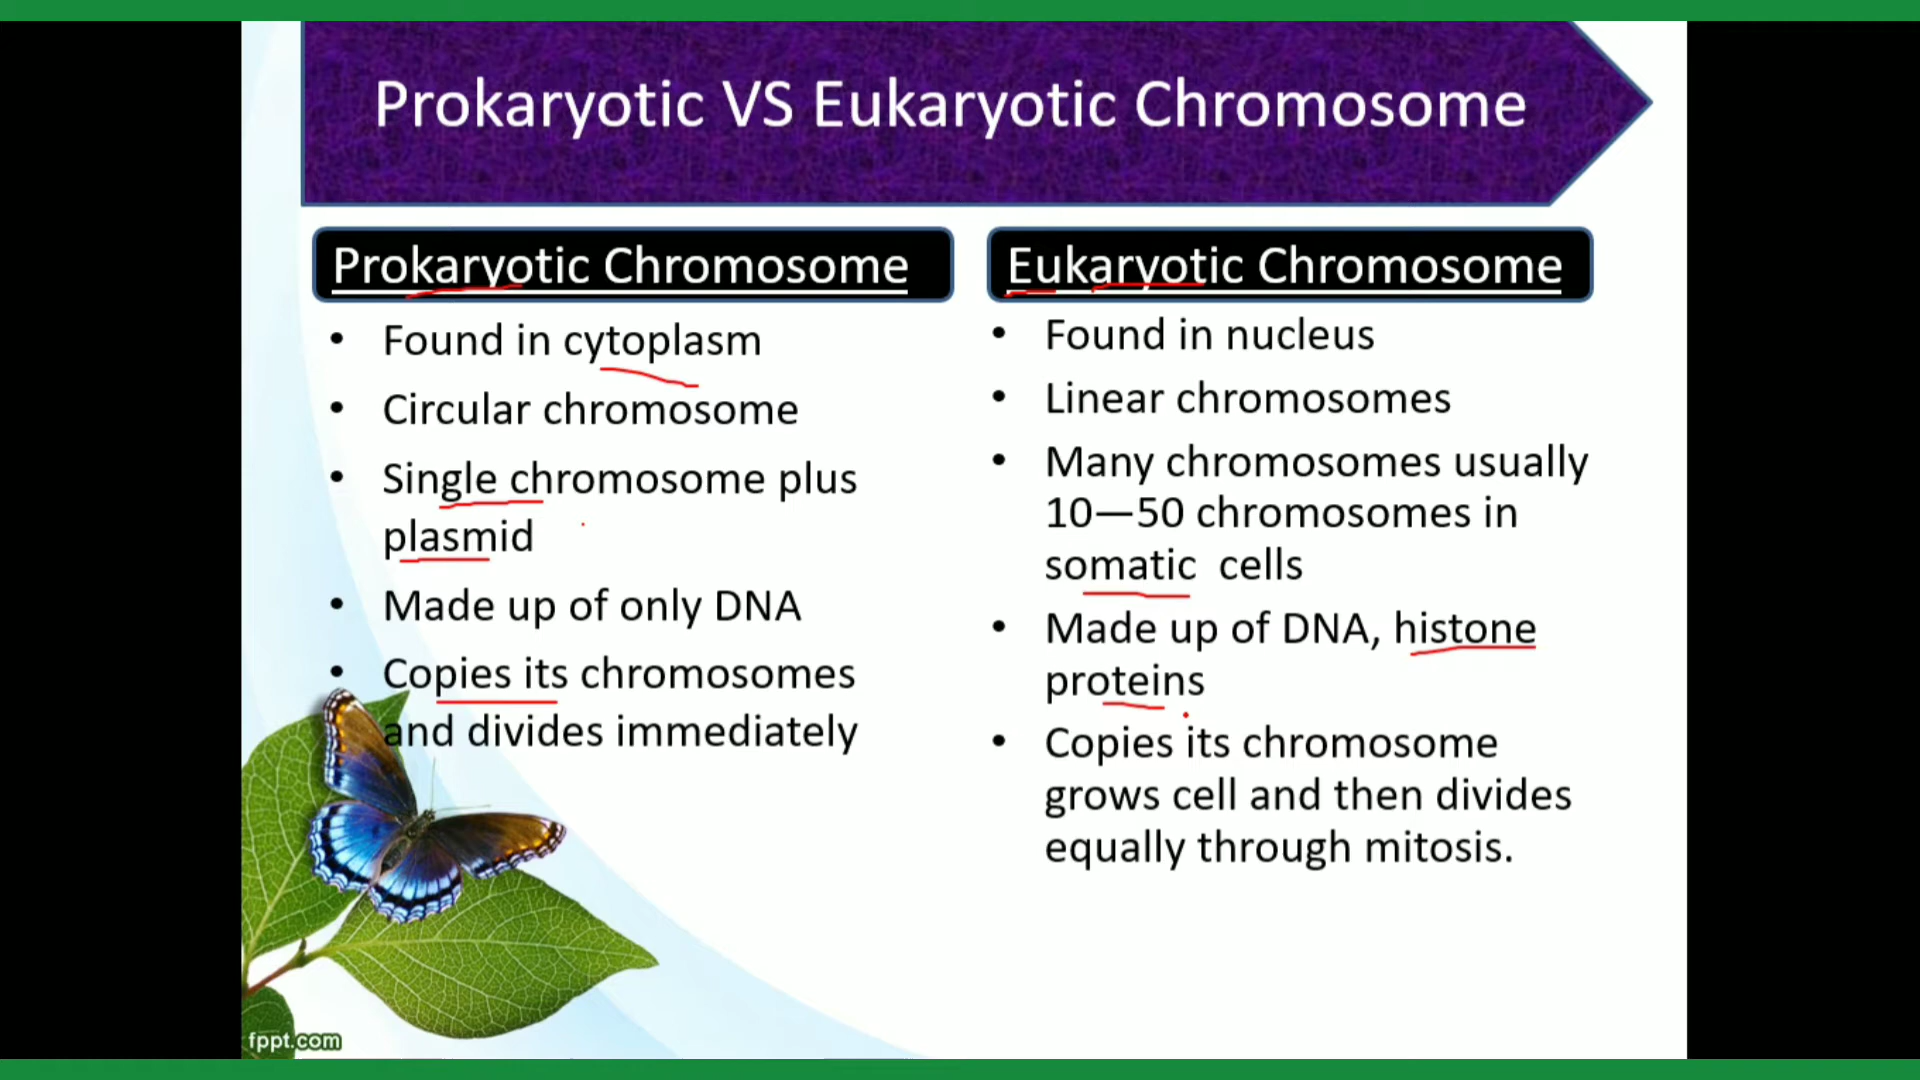 Prokaryotic VS Eukaryotic Chromosome
Prokaryotic Chromosome
• Found in cytoplasm
• Circular chromosome
• Single chromosome plus
plasmid
• Made up of only DNA
• Copies its chromosomes
and divides immediately
Eukaryotic Chromosome
• Found in nucleus
• Linear chromosomes
• Many chromosomes usually
10—50 chromosomes in
somatic cells
• Made up of DNA, histone
proteins
• Copies its chromosome
grows cell and then divides
equally through mitosis.
fppt.com